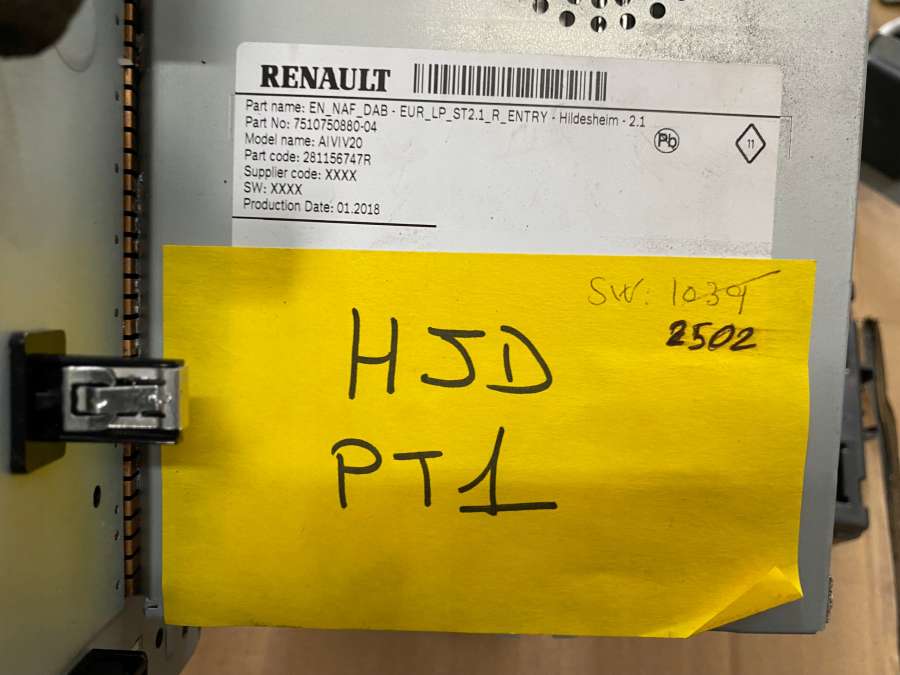 RENAULT
Part name: EN_NAF_DAB - EUR_LP_ST2.1_R_ENTRY - Hildesheim - 2.1
Part No: 7510750880-04
Model name: AIVIV20
Part code: 281156747R
Supplier code: XXXX
SW: XXXX
Production Date: 01.2018
Pb
11
SW: 1039
2502
HJD
PT1